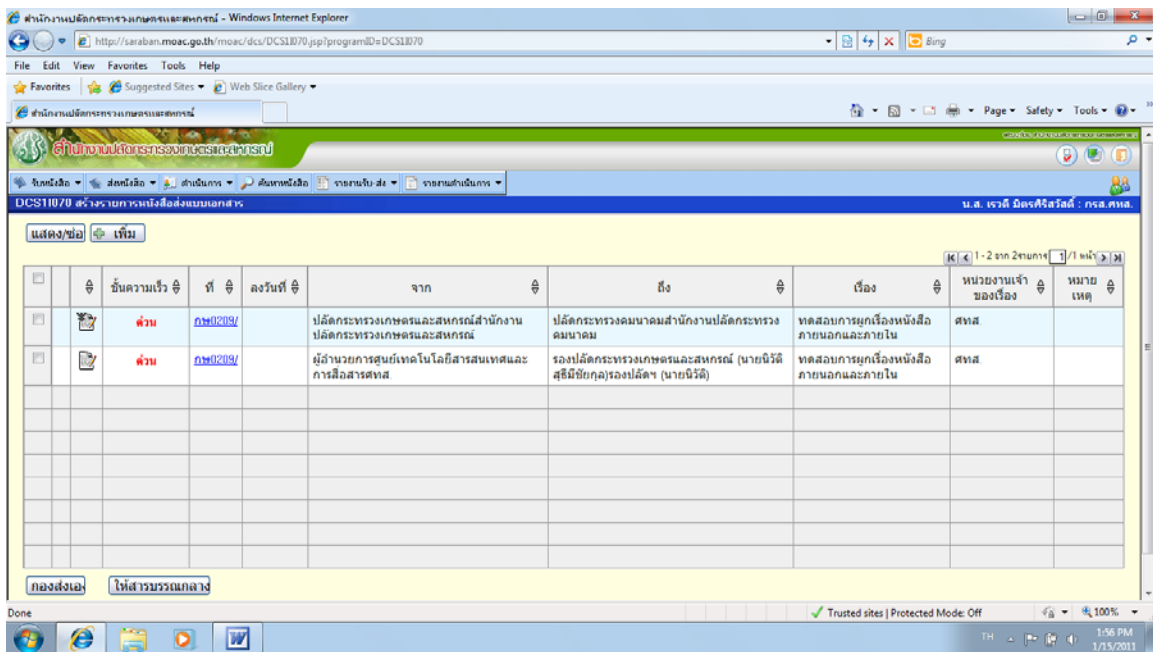 สำนักงานปลัดกระทรวงเกษตรและสหกรณ์ - Windows Internet Explorer
http://saraban.moac.go.th/moac/dcs/DCS1I070.jsp?programID=DCS1I070
Bing
File Edit View Favorites Tools Help
Favorites Suggested Sites Web Slice Gallery
สำนักงานปลัดกระทรวงเกษตรและสหกรณ์
Page Safety Tools
สำนักงานปลัดกระทรวงเกษตรและสหกรณ์
รับหนังสือ ส่งหนังสือ ดำเนินการ ค้นหาหนังสือ รายงานรับ-ส่ง รายงานดำเนินการ
DCS1I070 สร้างรายการหนังสือส่งแบบเอกสาร น.ส. เรวดี มิตรศิริสวัสดิ์ : กรส.ศทส.
แสดง/ซ่อ เพิ่ม
1 - 2 จาก 2รายการ 1 /1 หน้า
ชั้นความเร็ว ที่ ลงวันที่ จาก ถึง เรื่อง หน่วยงานเจ้า หมาย
ของเรื่อง เหตุ
ด่วน กษ0209/ ปลัดกระทรวงเกษตรและสหกรณ์สำนักงาน ปลัดกระทรวงคมนาคมสำนักงานปลัดกระทรวง ทดสอบการผูกเรื่องหนังสือ ศทส.
ปลัดกระทรวงเกษตรและสหกรณ์ คมนาคม ภายนอกและภายใน
ด่วน กษ0209/ ผู้อำนวยการศูนย์เทคโนโลยีสารสนเทศและ รองปลัดกระทรวงเกษตรและสหกรณ์ (นายนิวัติ ทดสอบการผูกเรื่องหนังสือ ศทส.
การสื่อสารศทส. สุธีมีชัยกุล)รองปลัดฯ (นายนิวัติ) ภายนอกและภายใน
กองส่งเอง ให้สารบรรณกลาง
Done Trusted sites | Protected Mode: Off 100%
TH 1:56 PM
1/15/2011